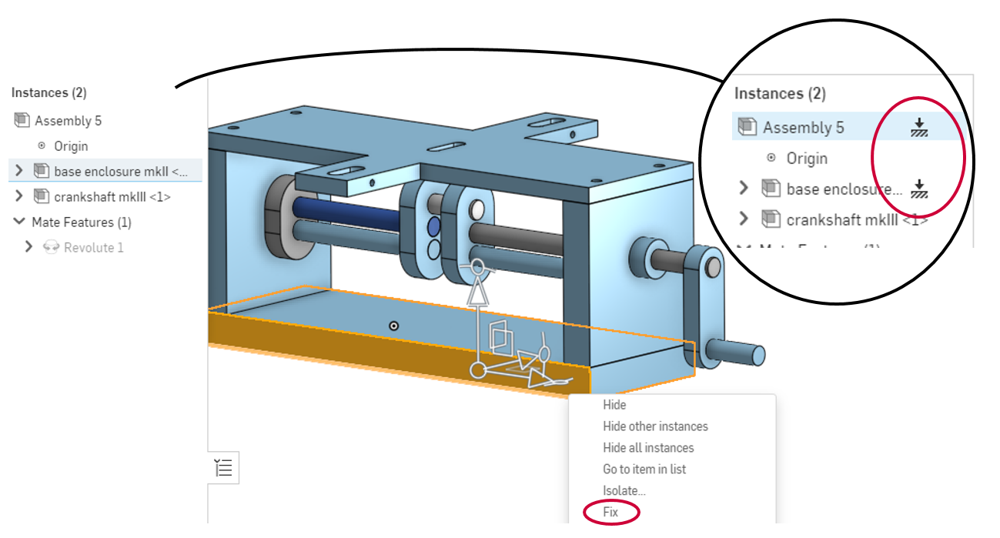 Instances (2)
Assembly 5
Origin
base enclosure mkII <...
crankshaft mkIII <1>
Mate Features (1)
Revolute 1
Instances (2)
Assembly 5
Origin
base enclosure...
crankshaft mkIII <1>
Hide
Hide other instances
Hide all instances
Go to item in list
Isolate...
Fix